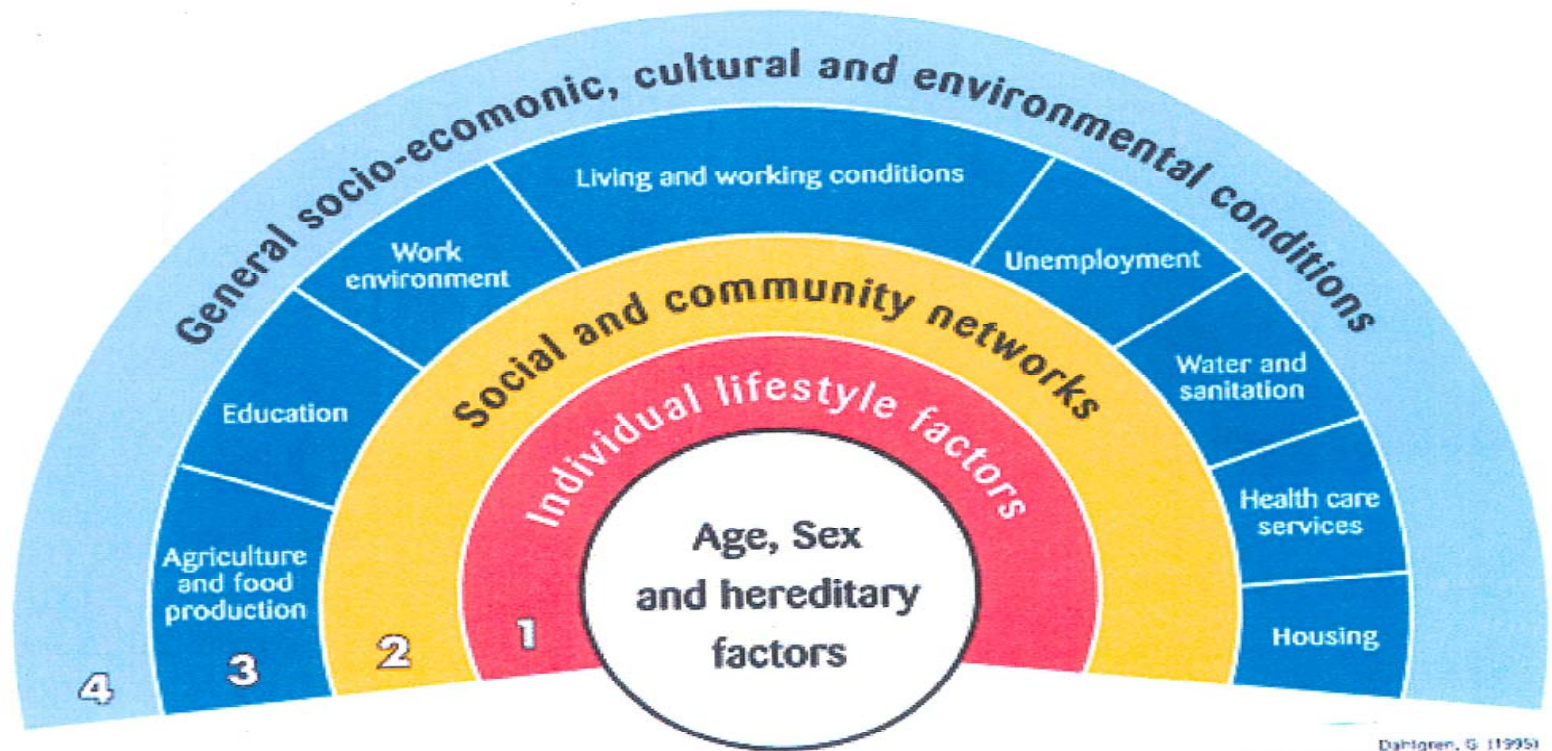 General socio-ecomonic, cultural and environmental conditions
Living and working conditions
Work
environment
Unemployment
Education
Water and
sanitation
Agriculture
and food
production
Health care
services
Housing
Social and community networks
Individual lifestyle factors
Age, Sex
and hereditary
factors
1
2
3
4
Dahlgren, G. (1995)